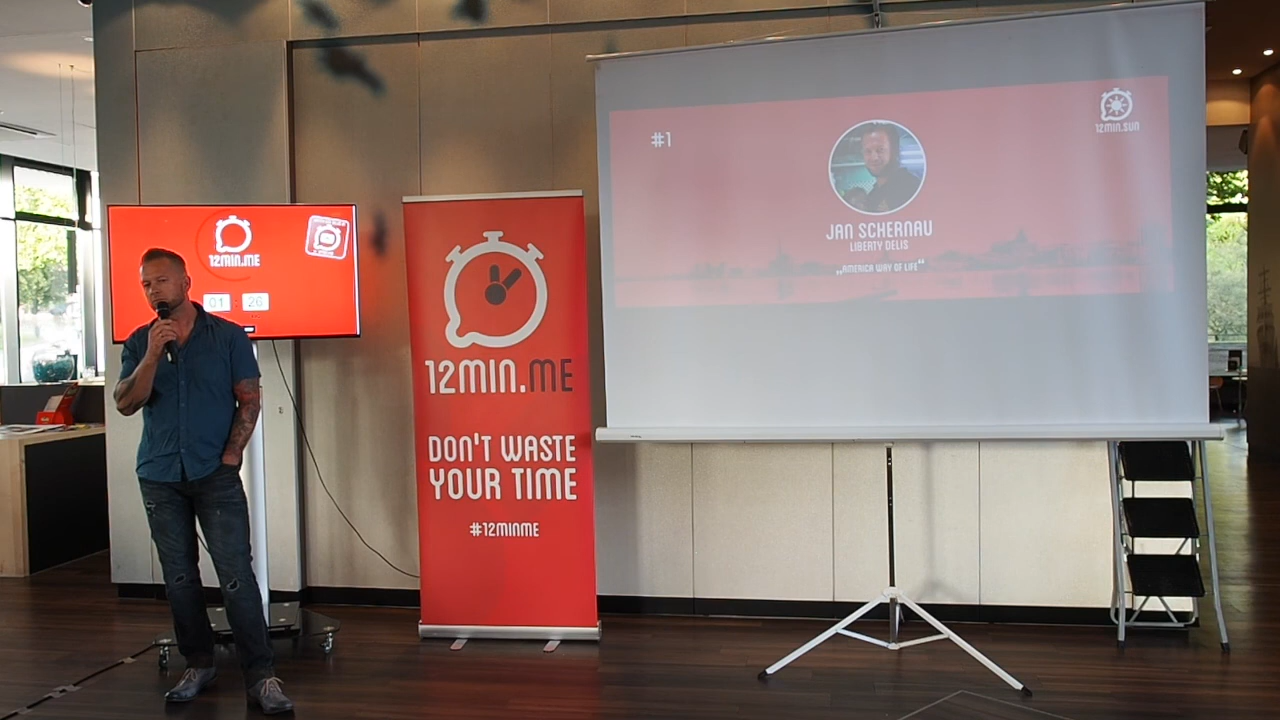 12MIN.ME
01 26
12MIN.ME
DON'T WASTE
YOUR TIME
#12MINME
#1
12MIN.SUN
JAN SCHERNAU
LIBERTY DELIS
„AMERICA WAY OF LIFE“